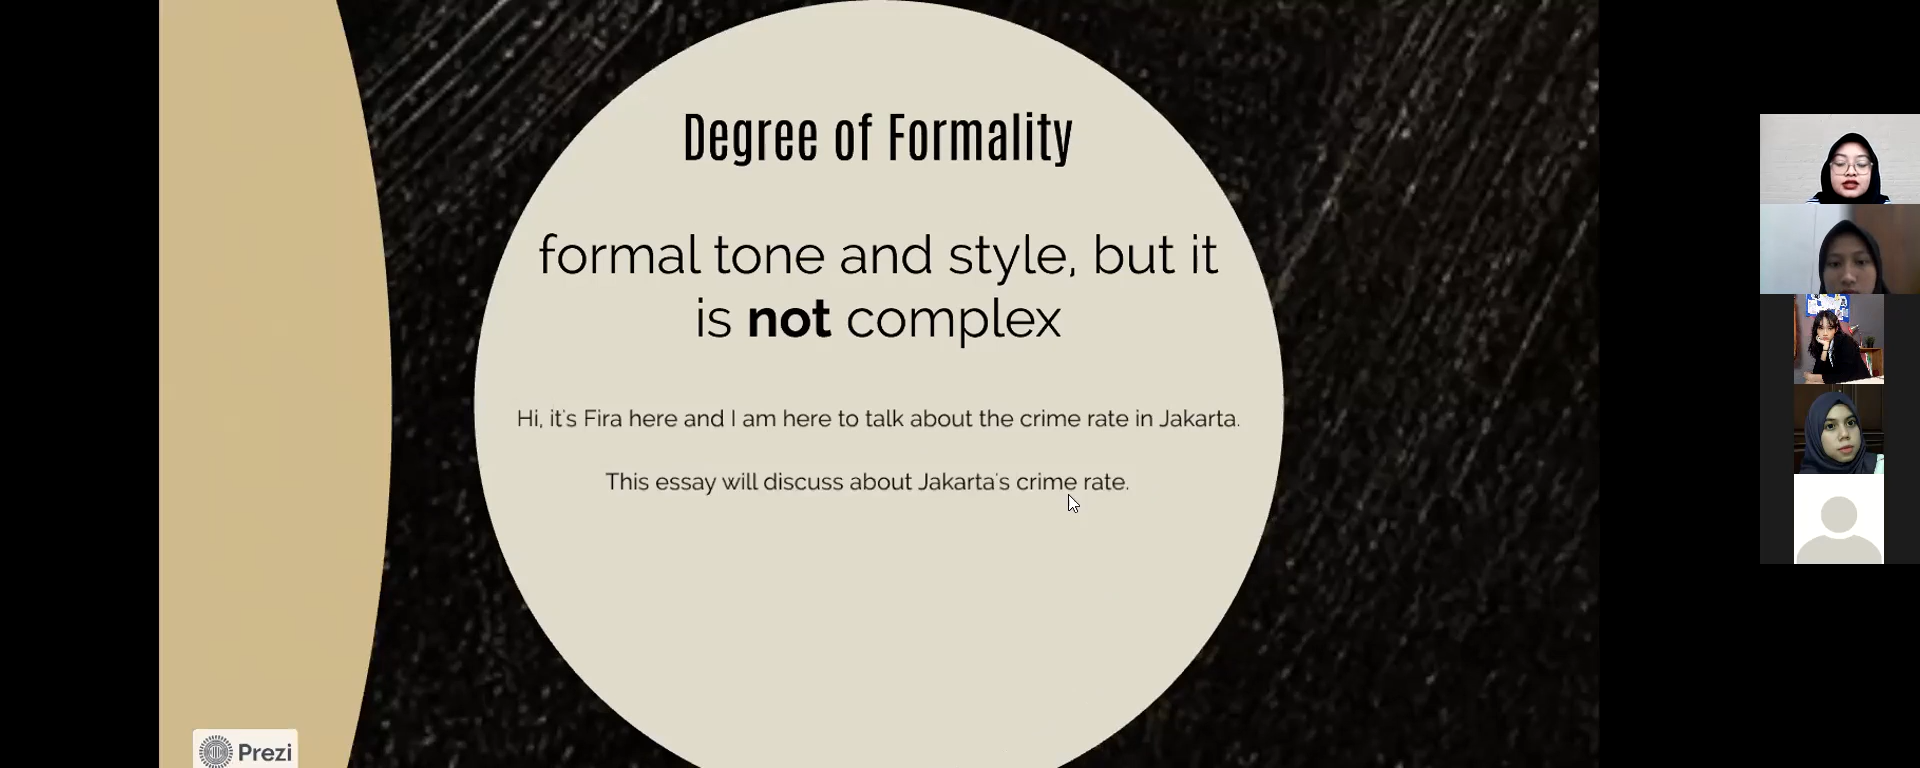 Degree of Formality
formal tone and style, but it
is not complex
Hi, it's Fira here and I am here to talk about the crime rate in Jakarta.
This essay will discuss about Jakarta's crime rate.
Prezi